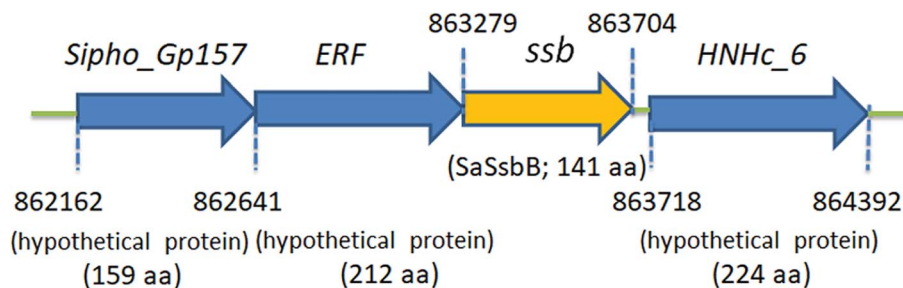 863279 863704
Sipho_Gp157 ERF ssb HNHc_6
(SaSsbB; 141 aa)
862162 862641 863718 864392
(hypothetical protein) (hypothetical protein) (hypothetical protein)
(159 aa) (212 aa) (224 aa)